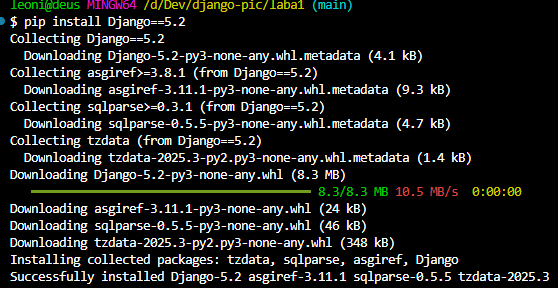 leoni@deus MINGW64 /d/Dev/django-pic/laba1 (main)
$ pip install Django==5.2
Collecting Django==5.2
  Downloading Django-5.2-py3-none-any.whl.metadata (4.1 kB)
Collecting asgiref>=3.8.1 (from Django==5.2)
  Downloading asgiref-3.11.1-py3-none-any.whl.metadata (9.3 kB)
Collecting sqlparse>=0.3.1 (from Django==5.2)
  Downloading sqlparse-0.5.5-py3-none-any.whl.metadata (4.7 kB)
Collecting tzdata (from Django==5.2)
  Downloading tzdata-2025.3-py2.py3-none-any.whl.metadata (1.4 kB)
Downloading Django-5.2-py3-none-any.whl (8.3 MB)
8.3/8.3 MB 10.5 MB/s  0:00:00
Downloading asgiref-3.11.1-py3-none-any.whl (24 kB)
Downloading sqlparse-0.5.5-py3-none-any.whl (46 kB)
Downloading tzdata-2025.3-py2.py3-none-any.whl (348 kB)
Installing collected packages: tzdata, sqlparse, asgiref, Django
Successfully installed Django-5.2 asgiref-3.11.1 sqlparse-0.5.5 tzdata-2025.3